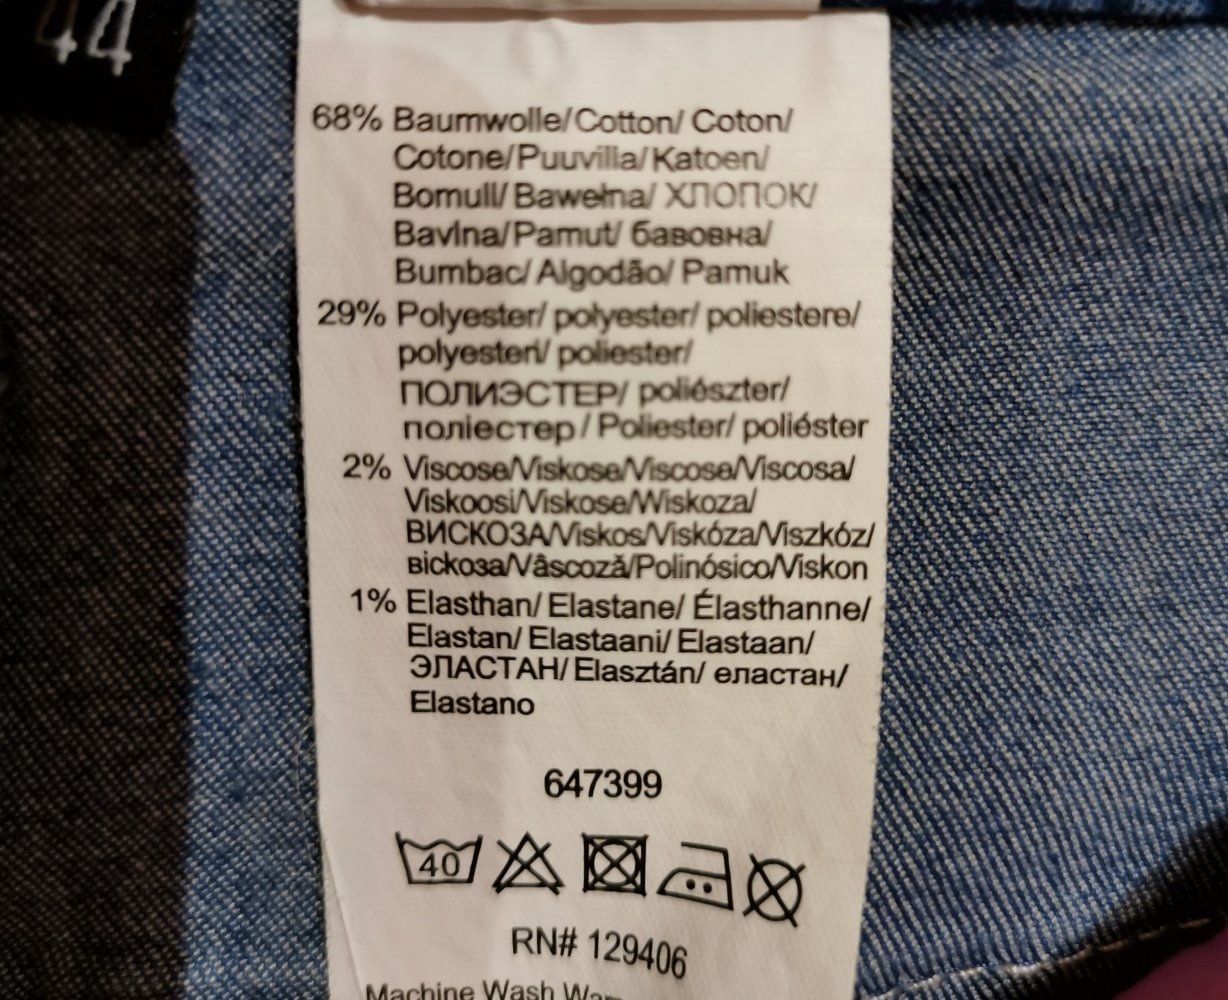 44
68% Baumwolle/Cotton/ Coton/
Cotone/Puuvilla/Katoen/
Bomull/ Bawełna/ ХЛОПОК/
Bavlna/Pamut/ бавовна/
Bumbac/ Algodão/ Pamuk
29% Polyester/ polyester/ poliestere/
polyesteri/ poliester/
ПОЛИЭСТЕР/ poliészter/
поліестер / Poliester/ poliéster
2% Viscose/Viskose/Viscose/Viscosa/
Viskoosi/Viskose/Wiskoza/
ВИСКОЗА/Viskos/Viskóza/Viszkóz/
віскоза/Vâscoză/Polinósico/Viskon
1% Elasthan/ Elastane/ Élasthanne/
Elastan/ Elastaani/ Elastaan/
ЭЛАСТАН/ Elasztán/ еластан/
Elastano
647399
40
RN# 129406
Machine Wash